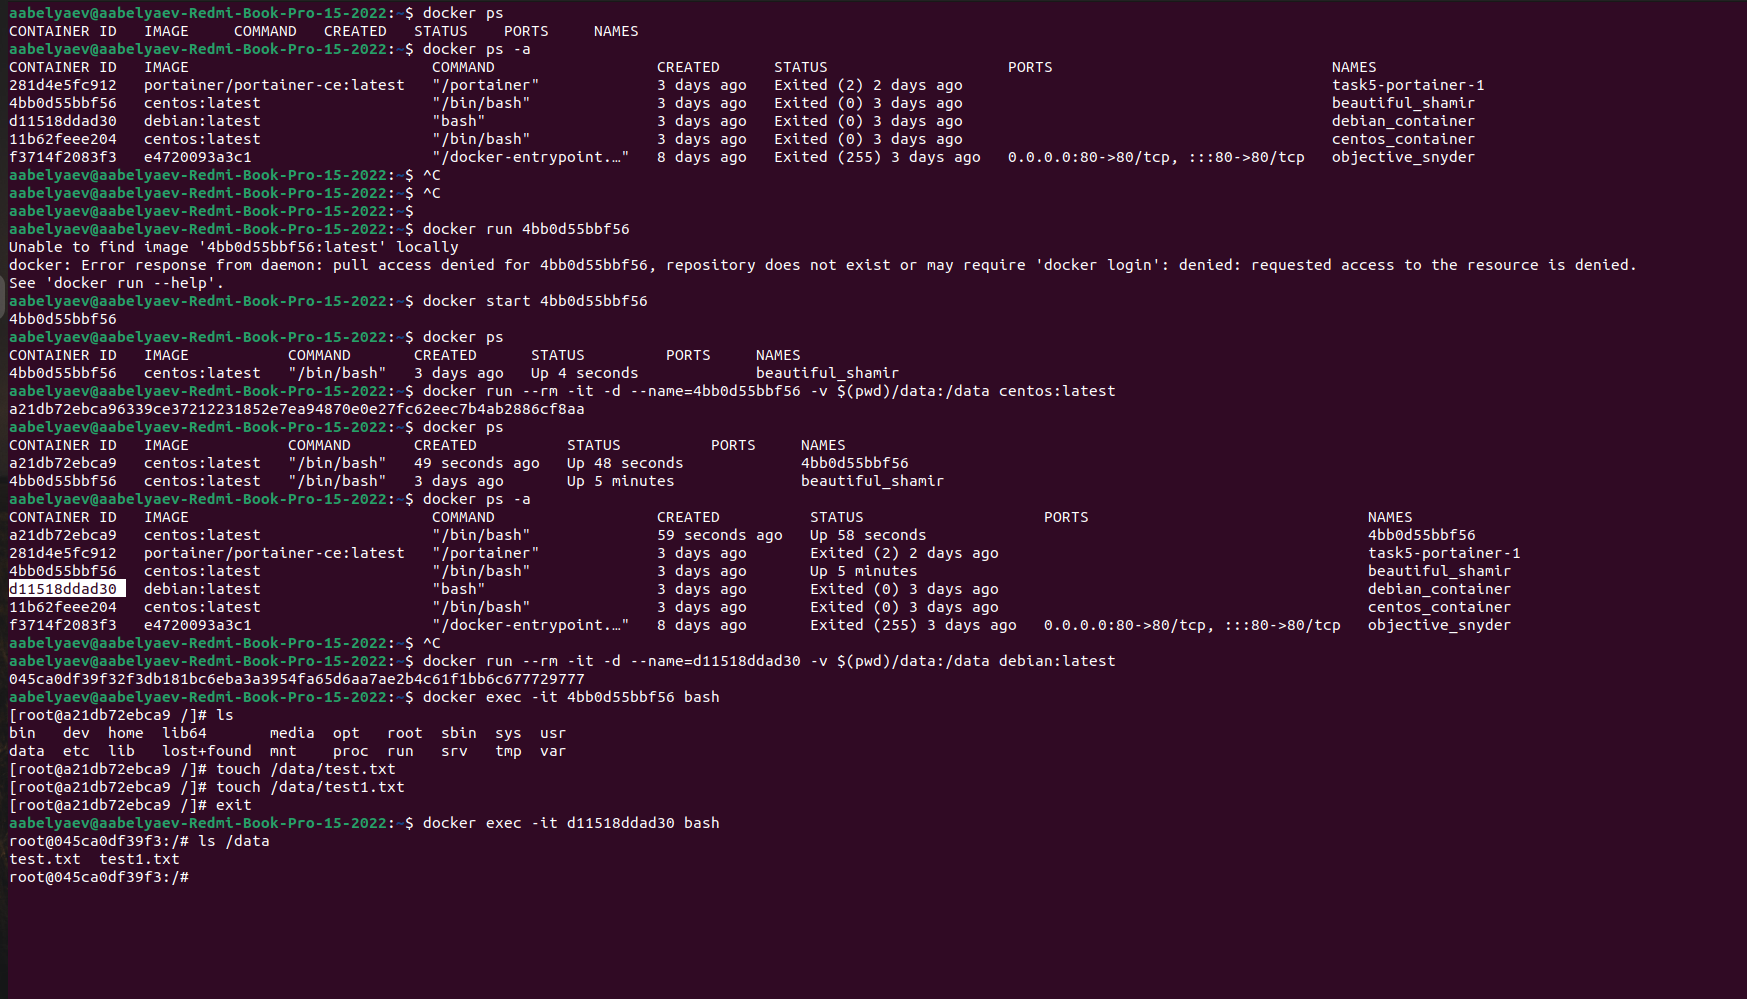 aabelyaev@aabelyaev-Redmi-Book-Pro-15-2022:~$ docker ps
CONTAINER ID   IMAGE     COMMAND   CREATED   STATUS    PORTS     NAMES
aabelyaev@aabelyaev-Redmi-Book-Pro-15-2022:~$ docker ps -a
CONTAINER ID   IMAGE                           COMMAND                  CREATED      STATUS                    PORTS                               NAMES
281d4e5fc912   portainer/portainer-ce:latest   "/portainer"             3 days ago   Exited (2) 2 days ago                                         task5-portainer-1
4bb0d55bbf56   centos:latest                   "/bin/bash"              3 days ago   Exited (0) 3 days ago                                         beautiful_shamir
d11518ddad30   debian:latest                   "bash"                   3 days ago   Exited (0) 3 days ago                                         debian_container
11b62feee204   centos:latest                   "/bin/bash"              3 days ago   Exited (0) 3 days ago                                         centos_container
f3714f2083f3   e4720093a3c1                    "/docker-entrypoint.…"   8 days ago   Exited (255) 3 days ago   0.0.0.0:80->80/tcp, :::80->80/tcp   objective_snyder
aabelyaev@aabelyaev-Redmi-Book-Pro-15-2022:~$ ^C
aabelyaev@aabelyaev-Redmi-Book-Pro-15-2022:~$ ^C
aabelyaev@aabelyaev-Redmi-Book-Pro-15-2022:~$
aabelyaev@aabelyaev-Redmi-Book-Pro-15-2022:~$ docker run 4bb0d55bbf56
Unable to find image '4bb0d55bbf56:latest' locally
docker: Error response from daemon: pull access denied for 4bb0d55bbf56, repository does not exist or may require 'docker login': denied: requested access to the resource is denied.
See 'docker run --help'.
aabelyaev@aabelyaev-Redmi-Book-Pro-15-2022:~$ docker start 4bb0d55bbf56
4bb0d55bbf56
aabelyaev@aabelyaev-Redmi-Book-Pro-15-2022:~$ docker ps
CONTAINER ID   IMAGE           COMMAND       CREATED      STATUS         PORTS     NAMES
4bb0d55bbf56   centos:latest   "/bin/bash"   3 days ago   Up 4 seconds             beautiful_shamir
aabelyaev@aabelyaev-Redmi-Book-Pro-15-2022:~$ docker run --rm -it -d --name=4bb0d55bbf56 -v $(pwd)/data:/data centos:latest
a21db72ebca96339ce37212231852e7ea94870e0e27fc62eec7b4ab2886cf8aa
aabelyaev@aabelyaev-Redmi-Book-Pro-15-2022:~$ docker ps
CONTAINER ID   IMAGE           COMMAND       CREATED          STATUS          PORTS     NAMES
a21db72ebca9   centos:latest   "/bin/bash"   49 seconds ago   Up 48 seconds             4bb0d55bbf56
4bb0d55bbf56   centos:latest   "/bin/bash"   3 days ago       Up 5 minutes              beautiful_shamir
aabelyaev@aabelyaev-Redmi-Book-Pro-15-2022:~$ docker ps -a
CONTAINER ID   IMAGE                           COMMAND                  CREATED          STATUS                    PORTS                               NAMES
a21db72ebca9   centos:latest                   "/bin/bash"              59 seconds ago   Up 58 seconds                                                 4bb0d55bbf56
281d4e5fc912   portainer/portainer-ce:latest   "/portainer"             3 days ago       Exited (2) 2 days ago                                         task5-portainer-1
4bb0d55bbf56   centos:latest                   "/bin/bash"              3 days ago       Up 5 minutes                                                  beautiful_shamir
d11518ddad30   debian:latest                   "bash"                   3 days ago       Exited (0) 3 days ago                                         debian_container
11b62feee204   centos:latest                   "/bin/bash"              3 days ago       Exited (0) 3 days ago                                         centos_container
f3714f2083f3   e4720093a3c1                    "/docker-entrypoint.…"   8 days ago       Exited (255) 3 days ago   0.0.0.0:80->80/tcp, :::80->80/tcp   objective_snyder
aabelyaev@aabelyaev-Redmi-Book-Pro-15-2022:~$ ^C
aabelyaev@aabelyaev-Redmi-Book-Pro-15-2022:~$ docker run --rm -it -d --name=d11518ddad30 -v $(pwd)/data:/data debian:latest
045ca0df39f32f3db181bc6eba3a3954fa65d6aa7ae2b4c61f1bb6c677729777
aabelyaev@aabelyaev-Redmi-Book-Pro-15-2022:~$ docker exec -it 4bb0d55bbf56 bash
[root@a21db72ebca9 /]# ls
bin   dev  home  lib64       media  opt   root  sbin  sys  usr
data  etc  lib   lost+found  mnt    proc  run   srv   tmp  var
[root@a21db72ebca9 /]# touch /data/test.txt
[root@a21db72ebca9 /]# touch /data/test1.txt
[root@a21db72ebca9 /]# exit
aabelyaev@aabelyaev-Redmi-Book-Pro-15-2022:~$ docker exec -it d11518ddad30 bash
root@045ca0df39f3:/# ls /data
test.txt  test1.txt
root@045ca0df39f3:/#